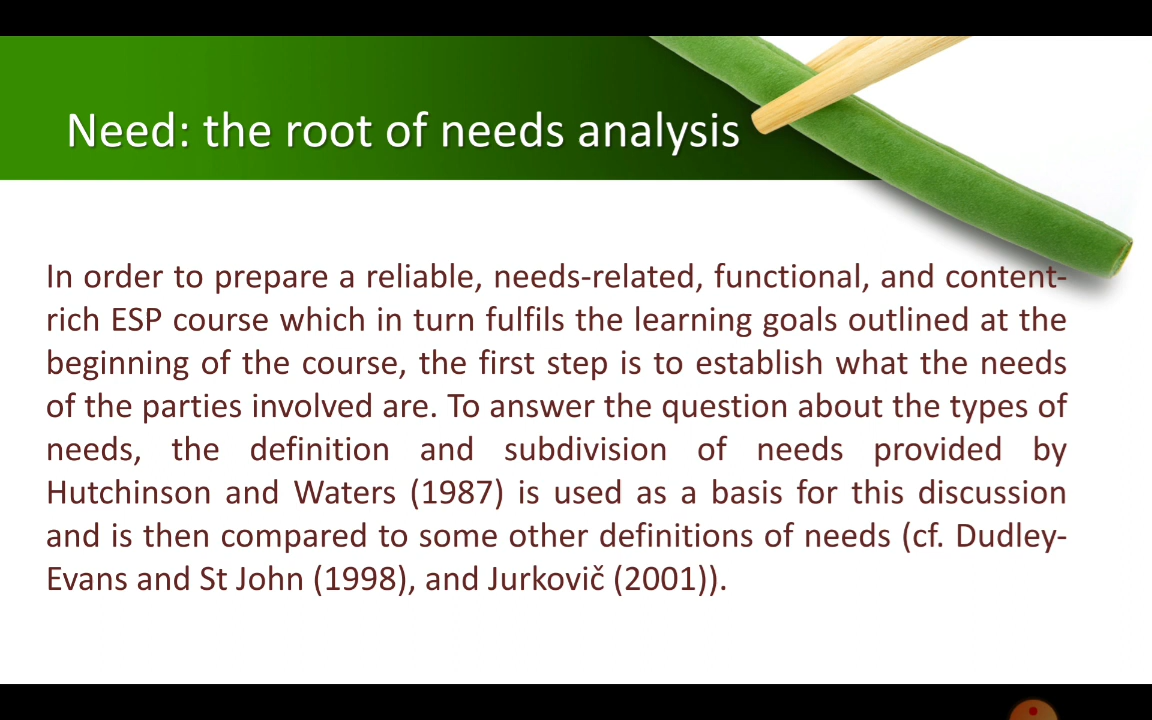 Need: the root of needs analysis
In order to prepare a reliable, needs-related, functional, and content-
rich ESP course which in turn fulfils the learning goals outlined at the
beginning of the course, the first step is to establish what the needs
of the parties involved are. To answer the question about the types of
needs, the definition and subdivision of needs provided by
Hutchinson and Waters (1987) is used as a basis for this discussion
and is then compared to some other definitions of needs (cf. Dudley-
Evans and St John (1998), and Jurkovič (2001)).